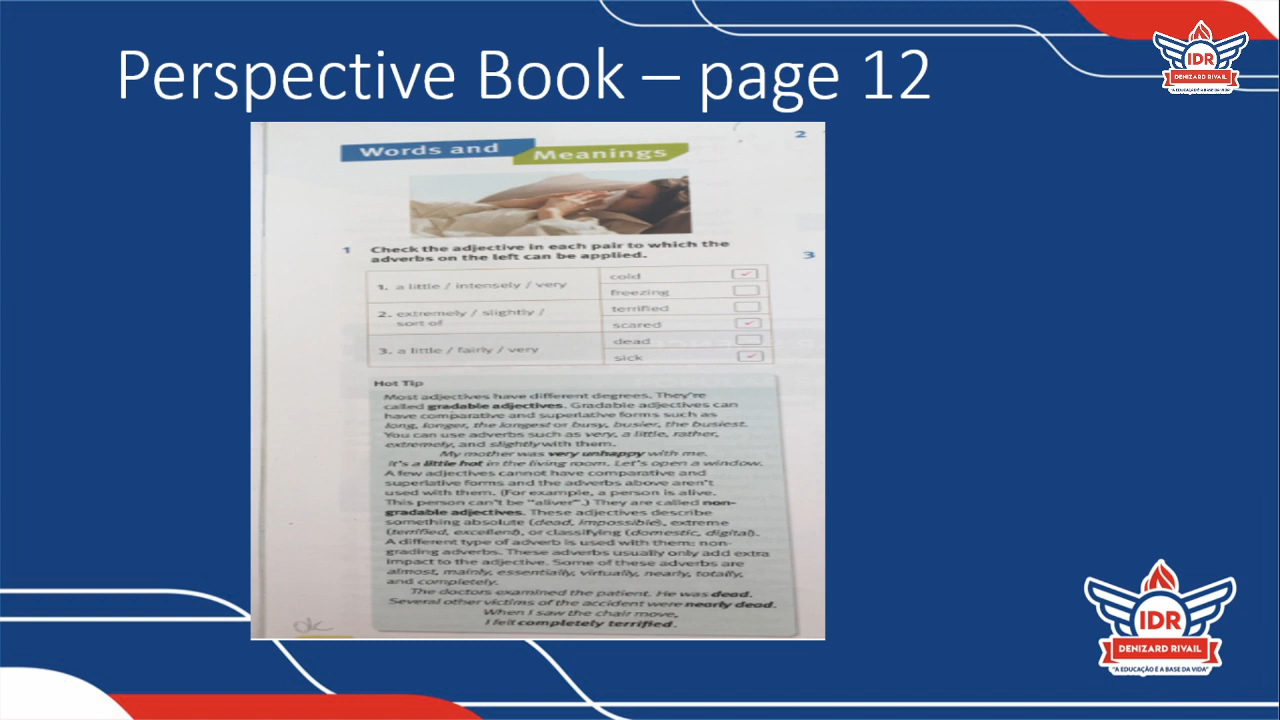 Perspective Book – page 12
IDR
DENIZARD RIVAIL
"A EDUCAÇÃO É A BASE DA VIDA"
2
Words and Meanings
1 Check the adjective in each pair to which the
adverbs on the left can be applied.
3
1. a little / intensely / very
cold
freezing
2. extremely / slightly /
sort of
terrified
scared
3. a little / fairly / very
dead
sick
Hot Tip
Most adjectives have different degrees. They're
called gradable adjectives. Gradable adjectives can
have comparative and superlative forms such as
long, longer, the longest or busy, busier, the busiest.
You can use adverbs such as very, a little, rather,
extremely, and slightly with them.
My mother was very unhappy with me.
It's a little hot in the living room. Let's open a window.
A few adjectives cannot have comparative and
superlative forms and the adverbs above aren't
used with them. (For example, a person is alive.
This person can't be "aliver".) They are called non-
gradable adjectives. These adjectives describe
something absolute (dead, impossible), extreme
(terrified, excellent), or classifying (domestic, digital).
A different type of adverb is used with them: non-
grading adverbs. These adverbs usually only add extra
impact to the adjective. Some of these adverbs are
almost, mainly, essentially, virtually, nearly, totally,
and completely.
The doctors examined the patient. He was dead.
Several other victims of the accident were nearly dead.
When I saw the chair move,
I felt completely terrified.
IDR
DENIZARD RIVAIL
"A EDUCAÇÃO É A BASE DA VIDA"